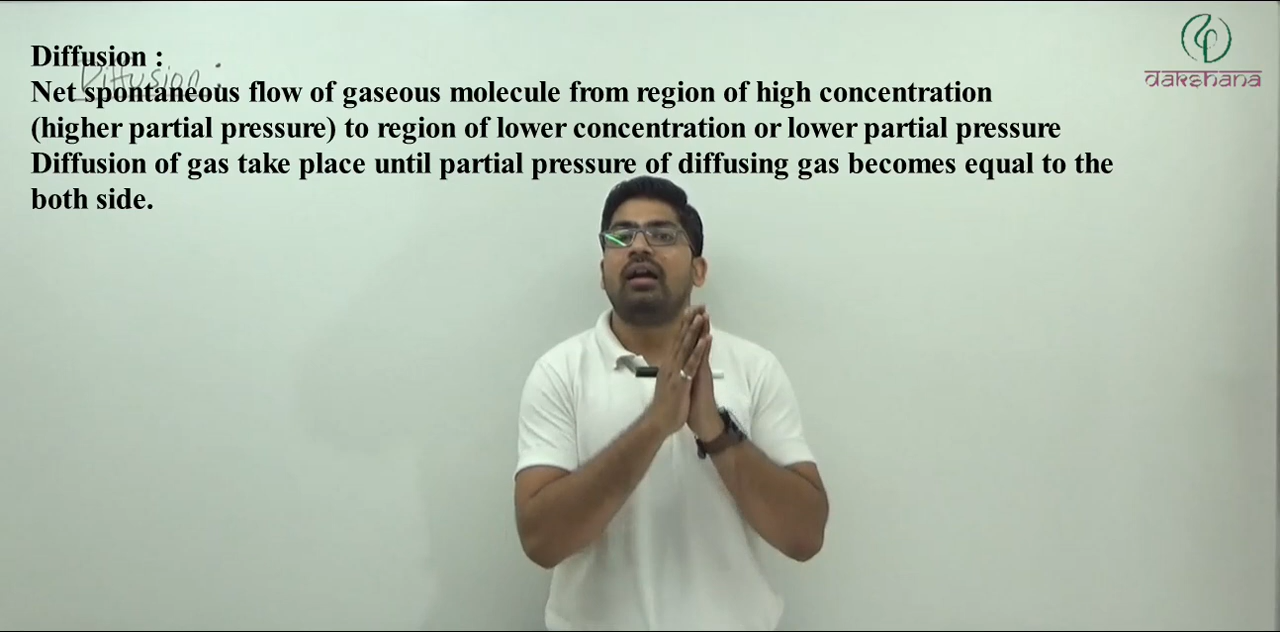 Diffusion :
Diffusion :
Net spontaneous flow of gaseous molecule from region of high concentration
(higher partial pressure) to region of lower concentration or lower partial pressure
Diffusion of gas take place until partial pressure of diffusing gas becomes equal to the
both side.
dakshana